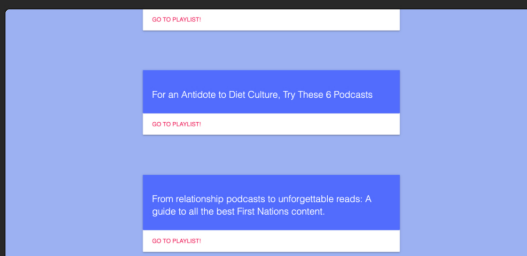 GO TO PLAYLIST!
For an Antidote to Diet Culture, Try These 6 Podcasts
GO TO PLAYLIST!
From relationship podcasts to unforgettable reads: A
guide to all the best First Nations content.
GO TO PLAYLIST!